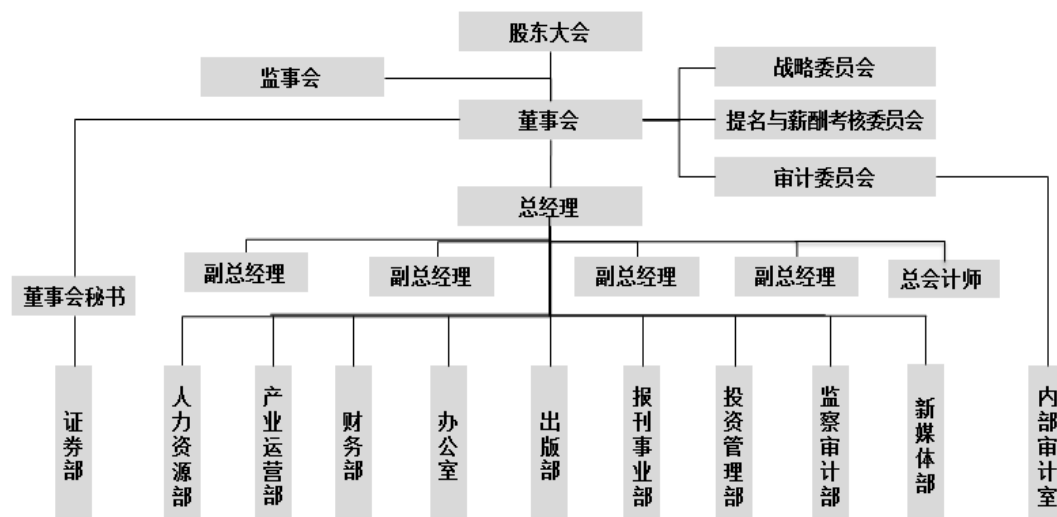 股东大会
监事会
战略委员会
董事会
提名与薪酬考核委员会
审计委员会
总经理
副总经理
副总经理
副总经理
副总经理
总会计师
董事会秘书
证券部
人力资源部
产业运营部
财务部
办公室
出版部
报刊事业部
投资管理部
监察审计部
新媒体部
内部审计室